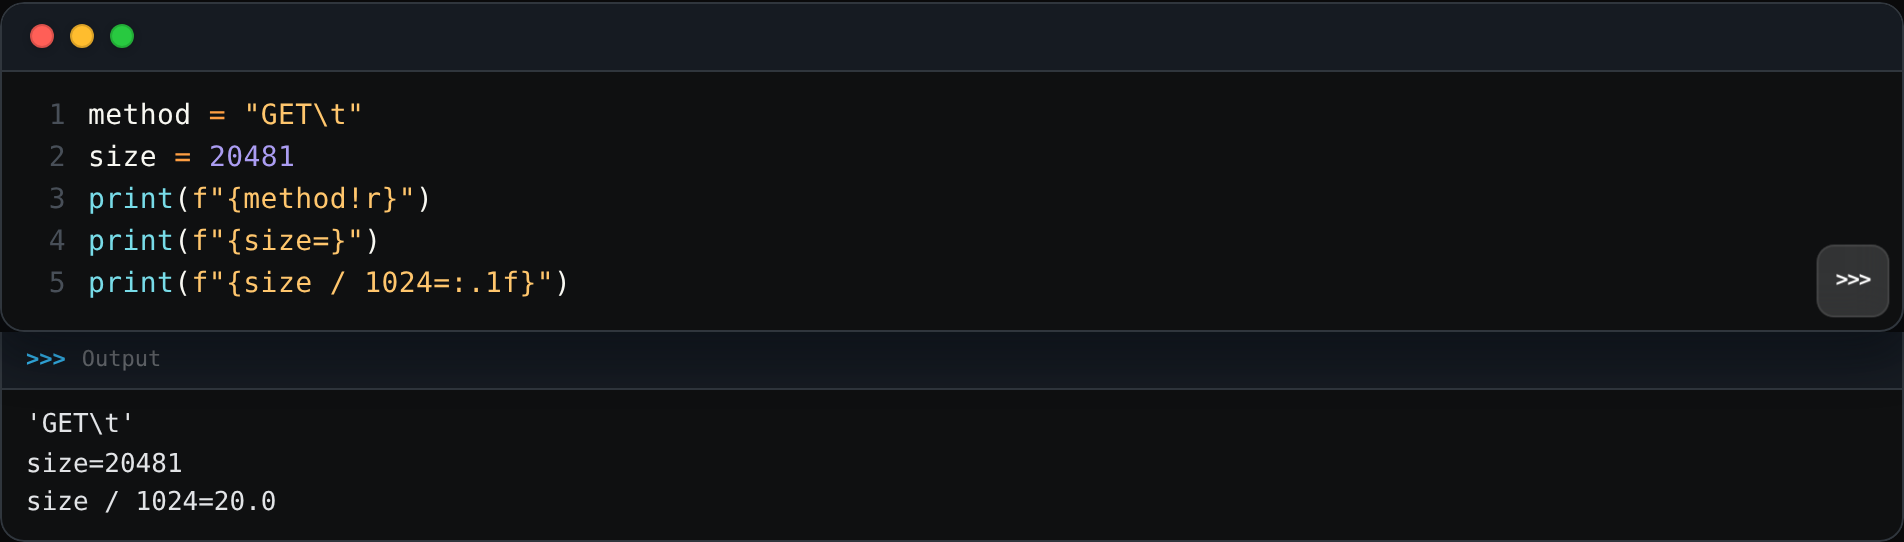 1 method = "GET\t"
2 size = 20481
3 print(f"{method!r}")
4 print(f"{size=}")
5 print(f"{size / 1024=:.1f}")
>>>
>>> Output
'GET\t'
size=20481
size / 1024=20.0